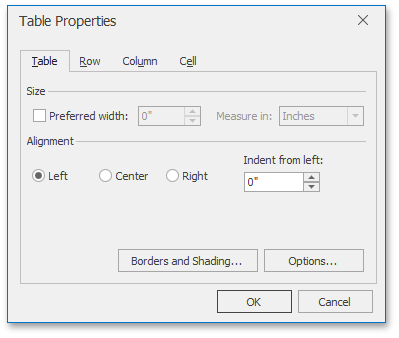 Table Properties
Table Row Column Cell
Size
Preferred width: 0" Measure in: Inches
Alignment
Indent from left:
Left Center Right
0"
Borders and Shading... Options...
OK Cancel